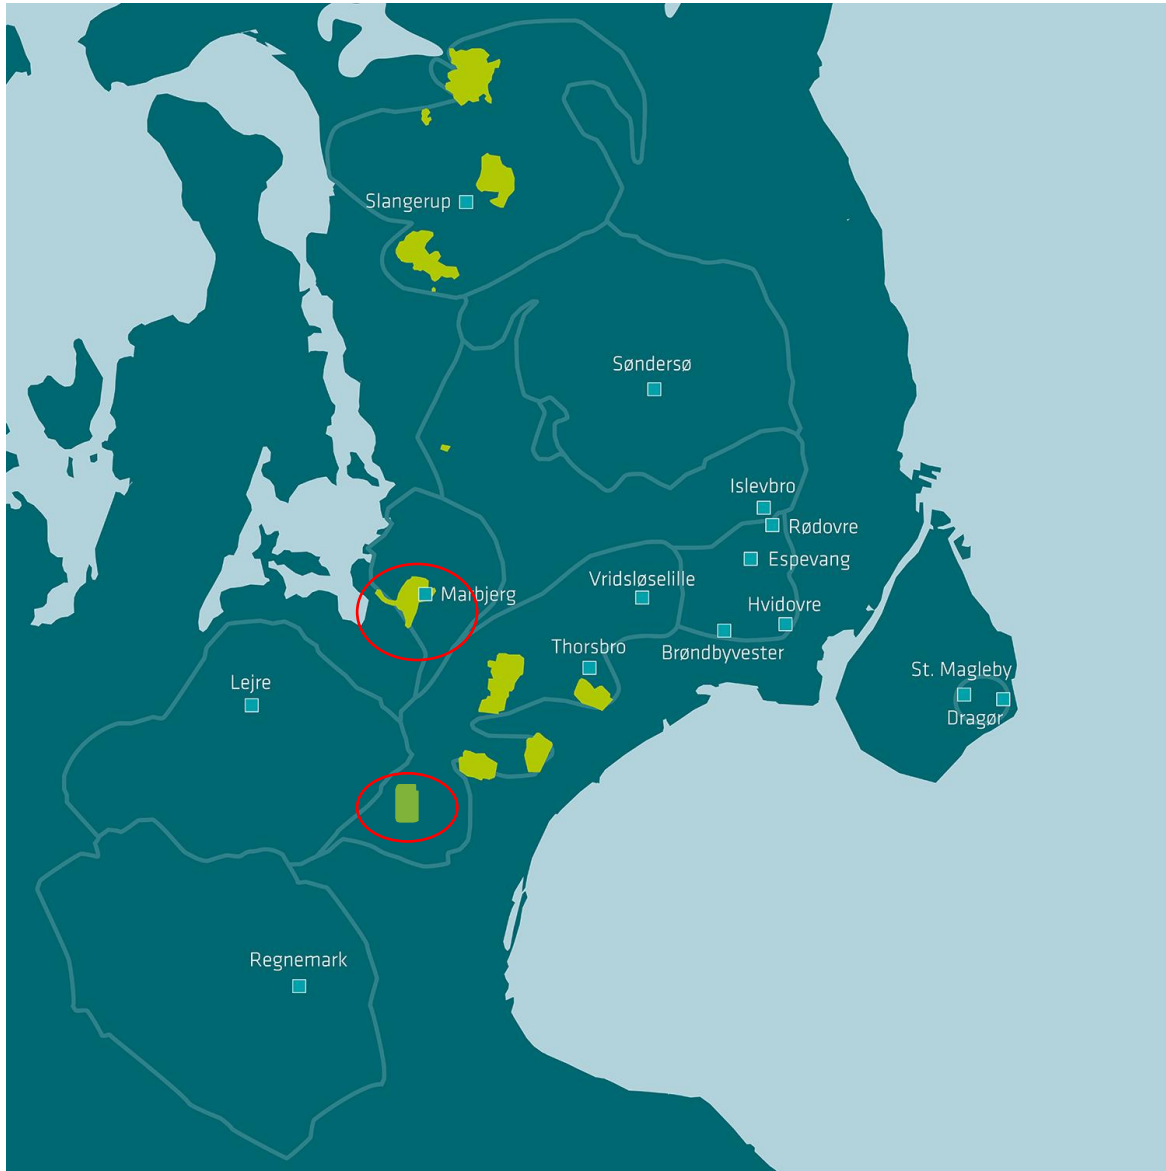 Slangerup
Søndersø
Islevbro
Rødovre
Espevang
Vridsløselille
Marbjerg
Hvidovre
Thorsbro
Brøndbyvester
St. Magleby
Lejre
Dragør
Regnemark